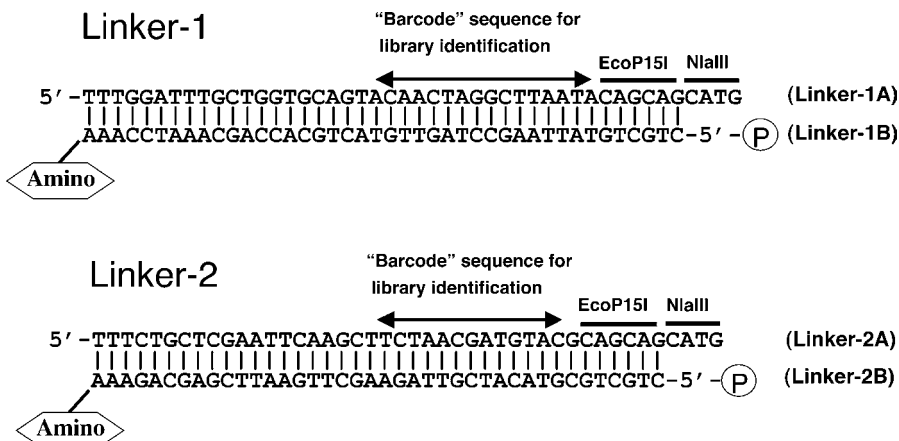 Linker-1
“Barcode” sequence for
library identification
EcoP15I NlaIII
5′-TTTGGATTTGCTGGTGCAGTACAACTAGGCTTAATACAGCAGCATG (Linker-1A)
AAACCTAAACGACCACGTCATGTTGATCCGAATTATGTCGTC-5′-P (Linker-1B)
Amino
Linker-2
“Barcode” sequence for
library identification
EcoP15I NlaIII
5′-TTTCTGCTCGAATTCAAGCTTCTAACGATGTACGCAGCAGCATG (Linker-2A)
AAAGACGAGCTTAAGTTCGAAGATTGCTACATGCGTCGTC-5′-P (Linker-2B)
Amino